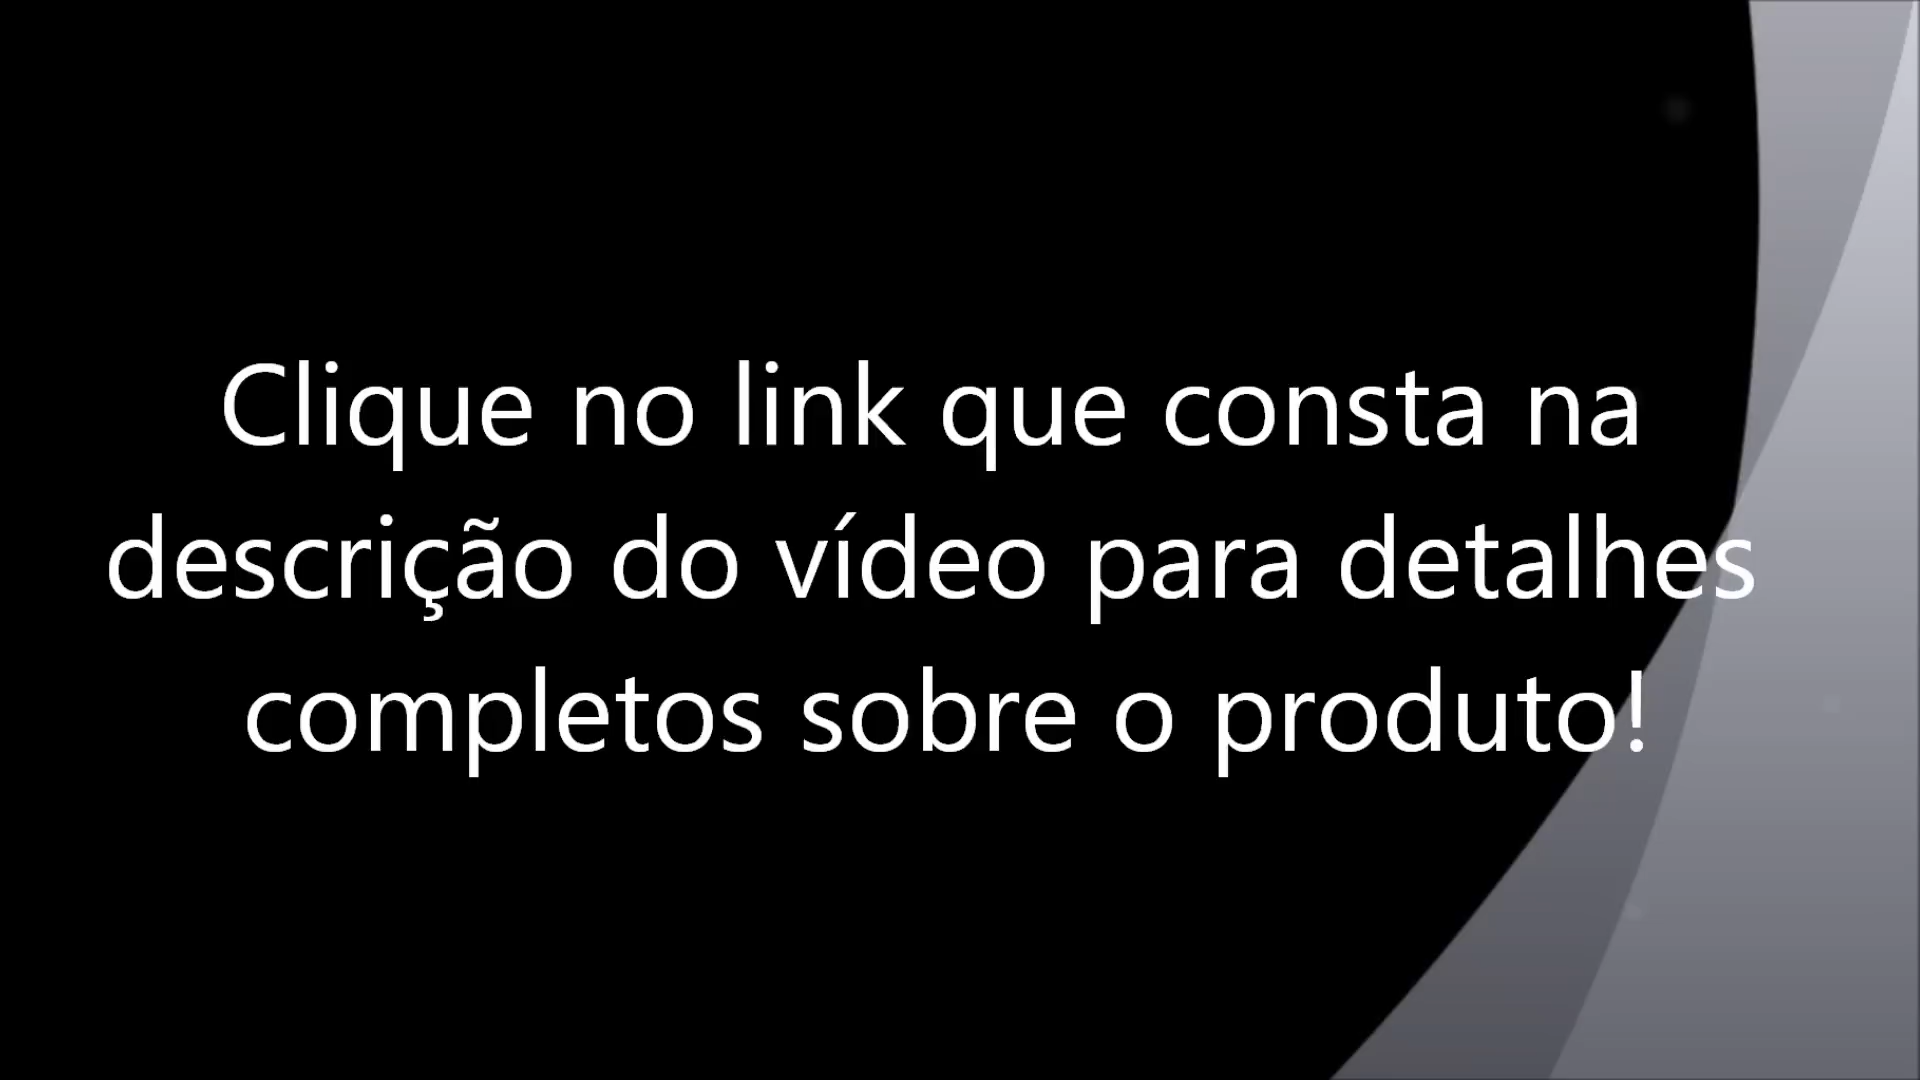 Clique no link que consta na
descrição do vídeo para detalhes
completos sobre o produto!